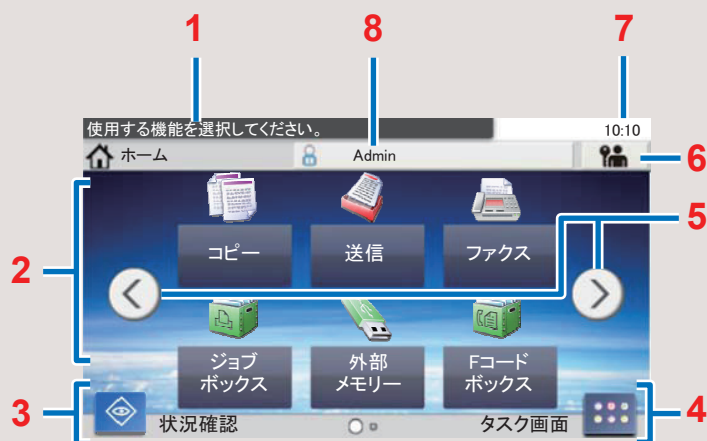 1
8
7
使用する機能を選択してください。
10:10
ホーム
Admin
6
5
コピー
送信
ファクス
2
ジョブ
ボックス
外部
メモリー
Fコード
ボックス
3
状況確認
タスク画面
4